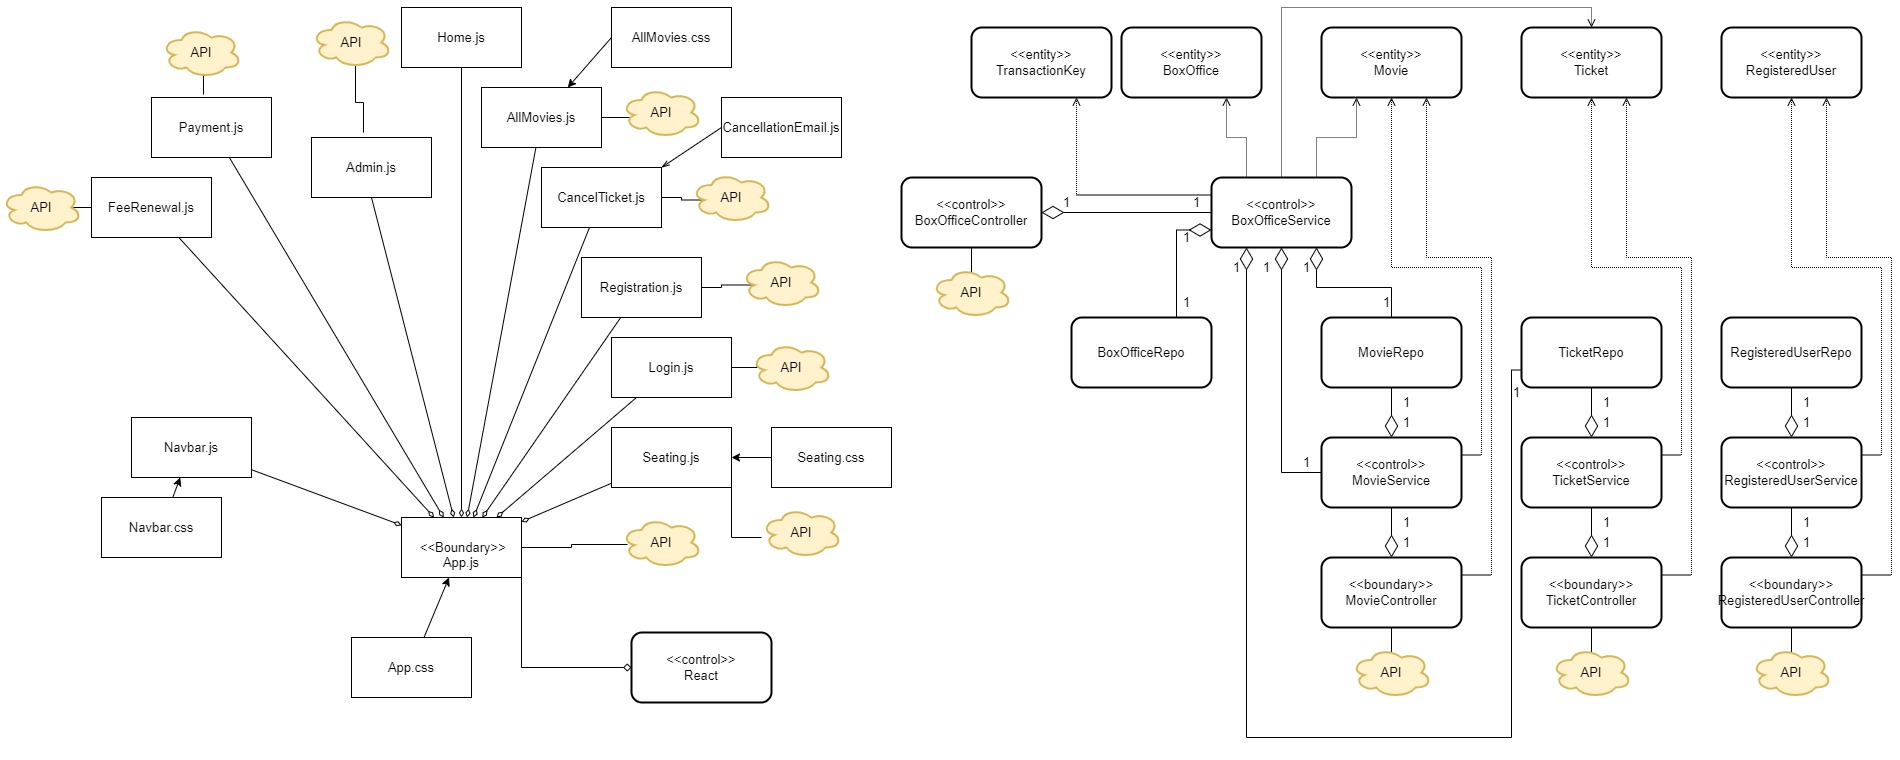 Home.js
AllMovies.css
API
API
Payment.js
AllMovies.js
API
CancellationEmail.js
Admin.js
FeeRenewal.js
API
CancelTicket.js
API
Registration.js
API
Login.js
API
Navbar.js
Seating.js
Seating.css
Navbar.css
<<Boundary>>
App.js
API
API
App.css
<<control>>
React
<<entity>>
TransactionKey
<<entity>>
BoxOffice
<<entity>>
Movie
<<entity>>
Ticket
<<entity>>
RegisteredUser
<<control>>
BoxOfficeController
1
1
<<control>>
BoxOfficeService
1
1
1
1
API
1
1
BoxOfficeRepo
MovieRepo
TicketRepo
RegisteredUserRepo
1
1
1
1
1
1
1
1
<<control>>
MovieService
<<control>>
TicketService
<<control>>
RegisteredUserService
1
1
1
1
1
1
<<boundary>>
MovieController
<<boundary>>
TicketController
<<boundary>>
RegisteredUserController
API
API
API